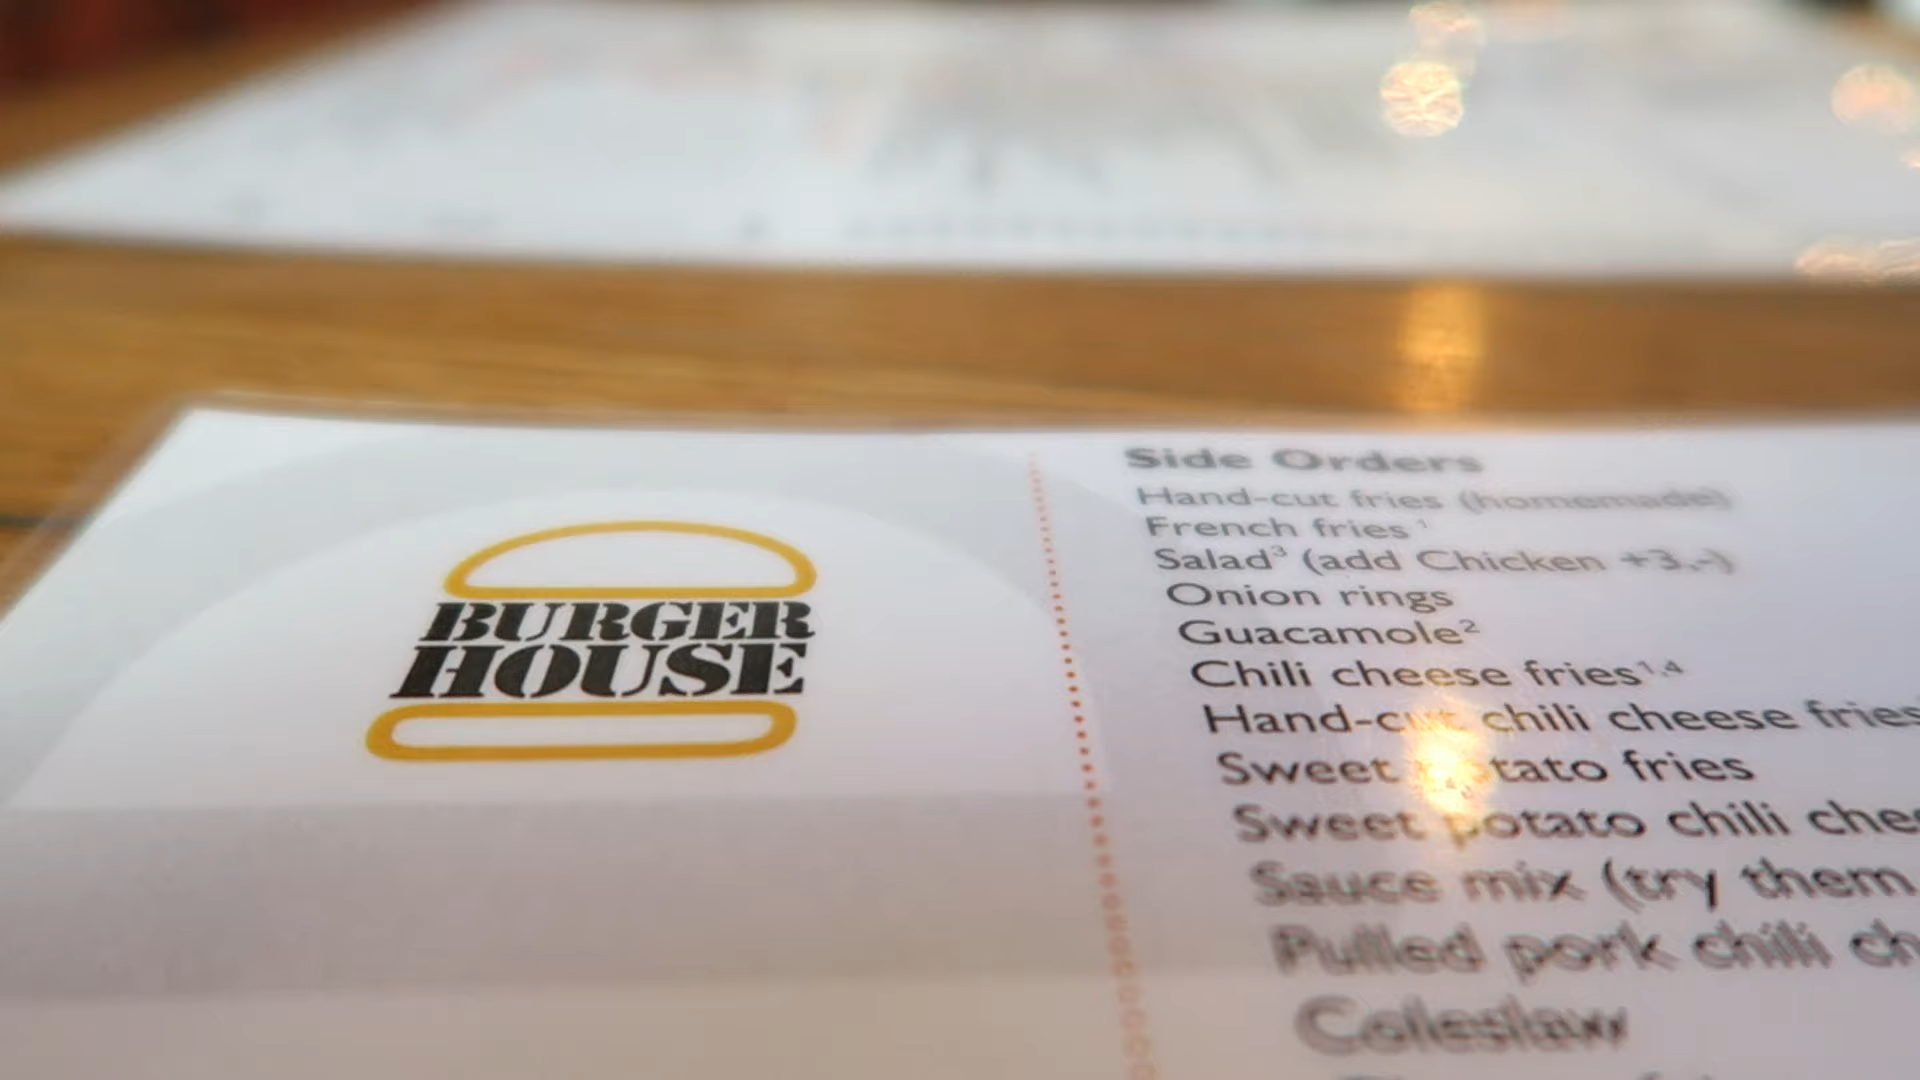 BURGER
HOUSE
Side Orders
Hand-cut fries (homemade)
French fries¹
Salad³ (add Chicken +3,-)
Onion rings
Guacamole²
Chili cheese fries¹·⁴
Hand-cut chili cheese fries
Sweet potato fries
Sweet potato chili
Sauce mix (try them
Pulled pork chili
Coleslaw